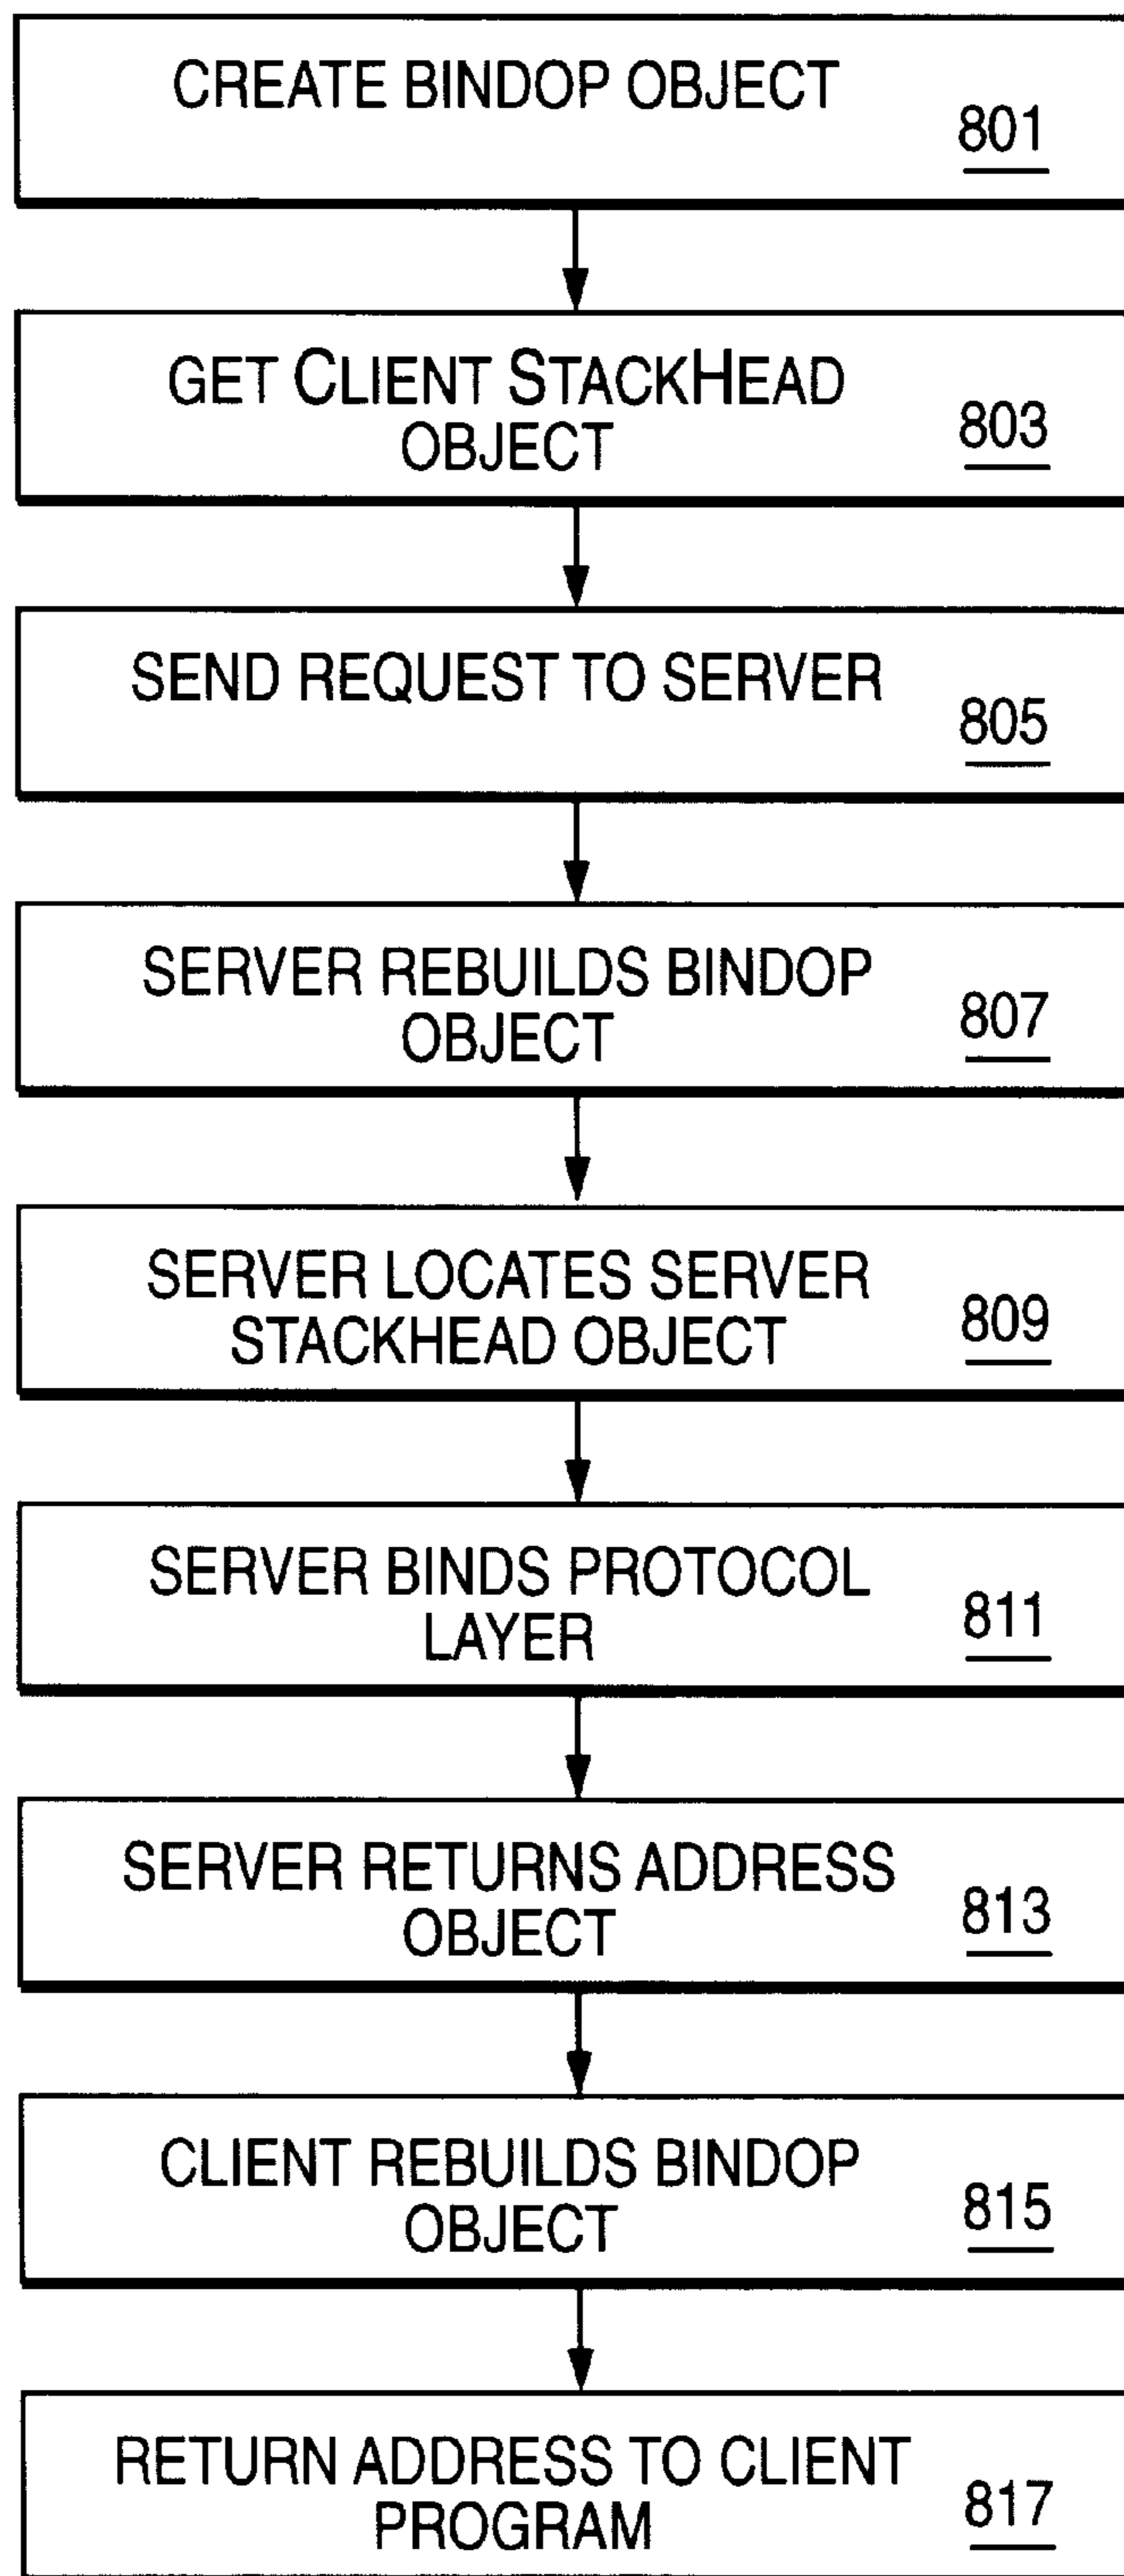 CREATE BINDOP OBJECT
801
GET CLIENT STACKHEAD
OBJECT
803
SEND REQUEST TO SERVER
805
SERVER REBUILDS BINDOP
OBJECT
807
SERVER LOCATES SERVER
STACKHEAD OBJECT
809
SERVER BINDS PROTOCOL
LAYER
811
SERVER RETURNS ADDRESS
OBJECT
813
CLIENT REBUILDS BINDOP
OBJECT
815
RETURN ADDRESS TO CLIENT
PROGRAM
817